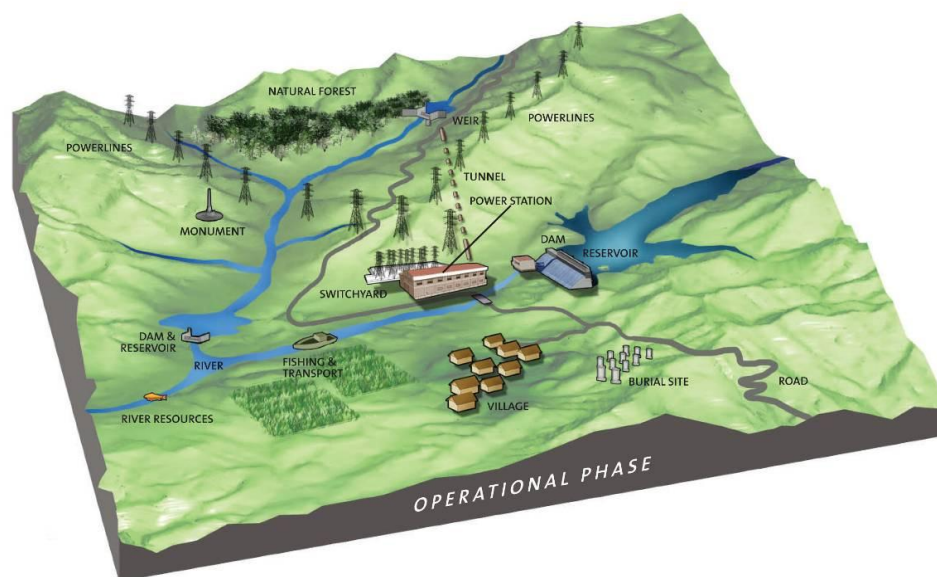 NATURAL FOREST
WEIR
POWERLINES
POWERLINES
TUNNEL
POWER STATION
MONUMENT
DAM
RESERVOIR
SWITCHYARD
DAM &
RESERVOIR
RIVER
FISHING &
TRANSPORT
BURIAL SITE
ROAD
VILLAGE
RIVER RESOURCES
OPERATIONAL PHASE